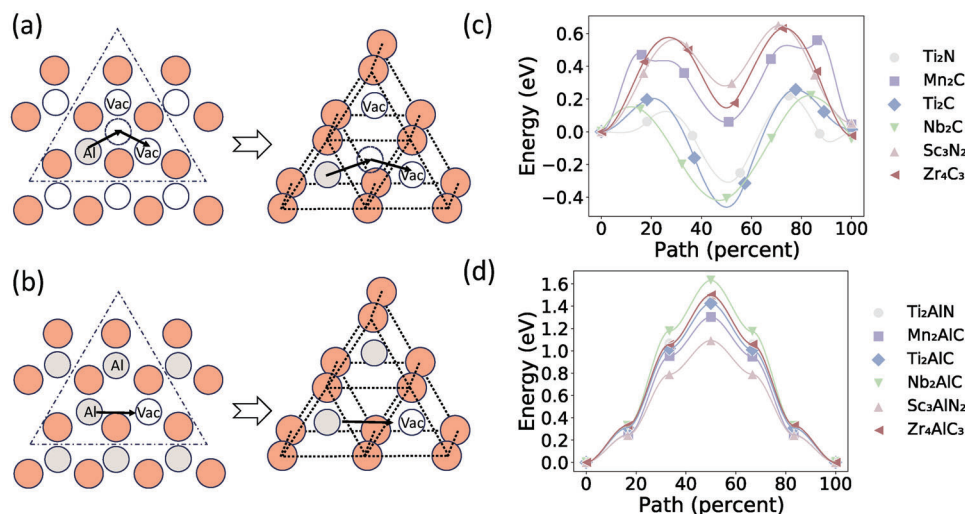 (a)
Vac
Al
Vac
Vac
Vac
(b)
Al
Al
Vac
Vac
(c)
Energy (eV)
0.6
0.4
0.2
0.0
−0.2
−0.4
0
20
40
60
80
100
Path (percent)
Ti₂N
Mn₂C
Ti₂C
Nb₂C
Sc₃N₂
Zr₄C₃
(d)
Energy (eV)
1.6
1.4
1.2
1.0
0.8
0.6
0.4
0.2
0.0
0
20
40
60
80
100
Path (percent)
Ti₂AlN
Mn₂AlC
Ti₂AlC
Nb₂AlC
Sc₃AlN₂
Zr₄AlC₃